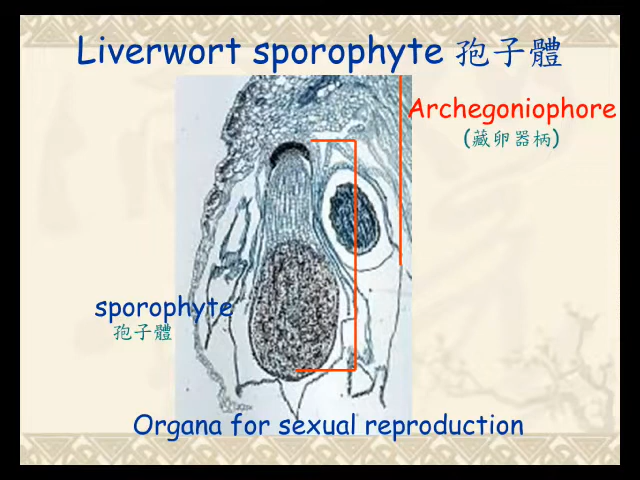 Liverwort sporophyte 孢子體
Archegoniophore
(藏卵器柄)
sporophyte
孢子體
Organa for sexual reproduction